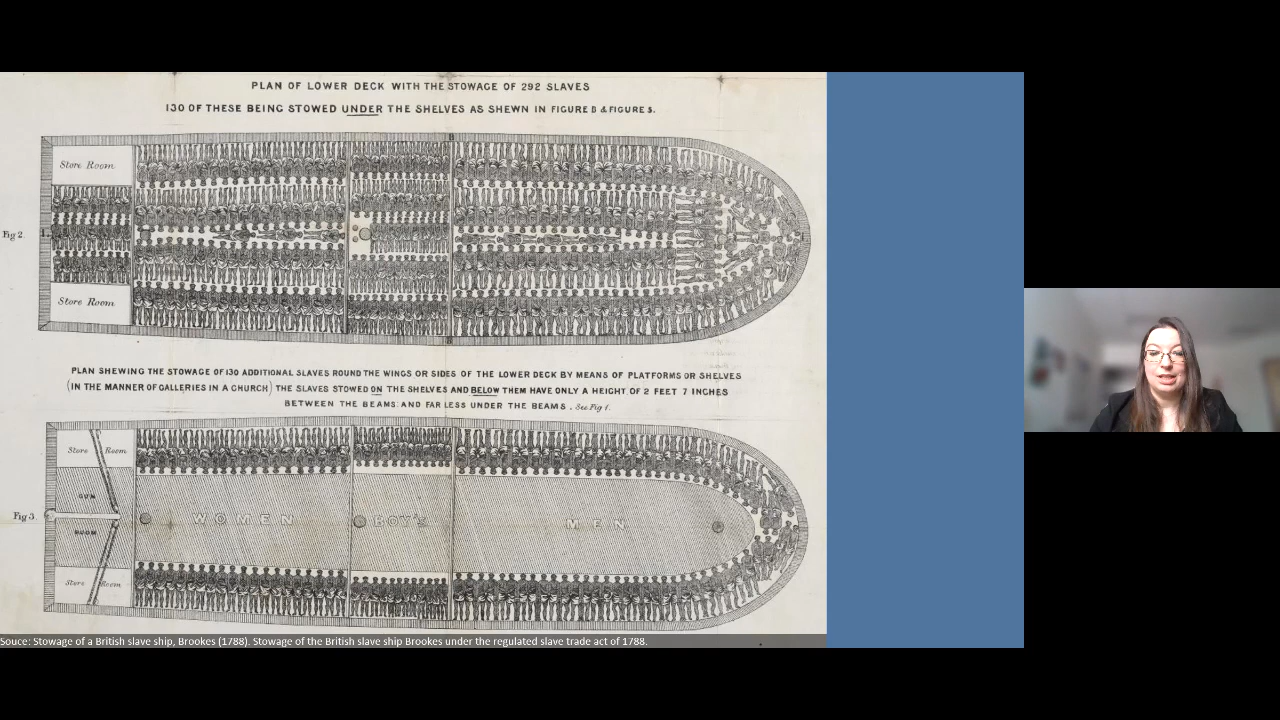 PLAN OF LOWER DECK WITH THE STOWAGE OF 292 SLAVES
130 OF THESE BEING STOWED UNDER THE SHELVES AS SHEWN IN FIGURE B & FIGURE 5.
B
Store Room
Fig 2.
Store Room
B
PLAN SHEWING THE STOWAGE OF 130 ADDITIONAL SLAVES ROUND THE WINGS OR SIDES OF THE LOWER DECK BY MEANS OF PLATFORMS OR SHELVES
(IN THE MANNER OF GALLERIES IN A CHURCH) THE SLAVES STOWED ON THE SHELVES AND BELOW THEM HAVE ONLY A HEIGHT OF 2 FEET 7 INCHES
BETWEEN THE BEAMS: AND FAR LESS UNDER THE BEAMS. See Fig 1.
Store Room
GUN
Fig 3.
WOMEN
BOYS
MEN
ROOM
Store Room
Souce: Stowage of a British slave ship, Brookes (1788). Stowage of the British slave ship Brookes under the regulated slave trade act of 1788.